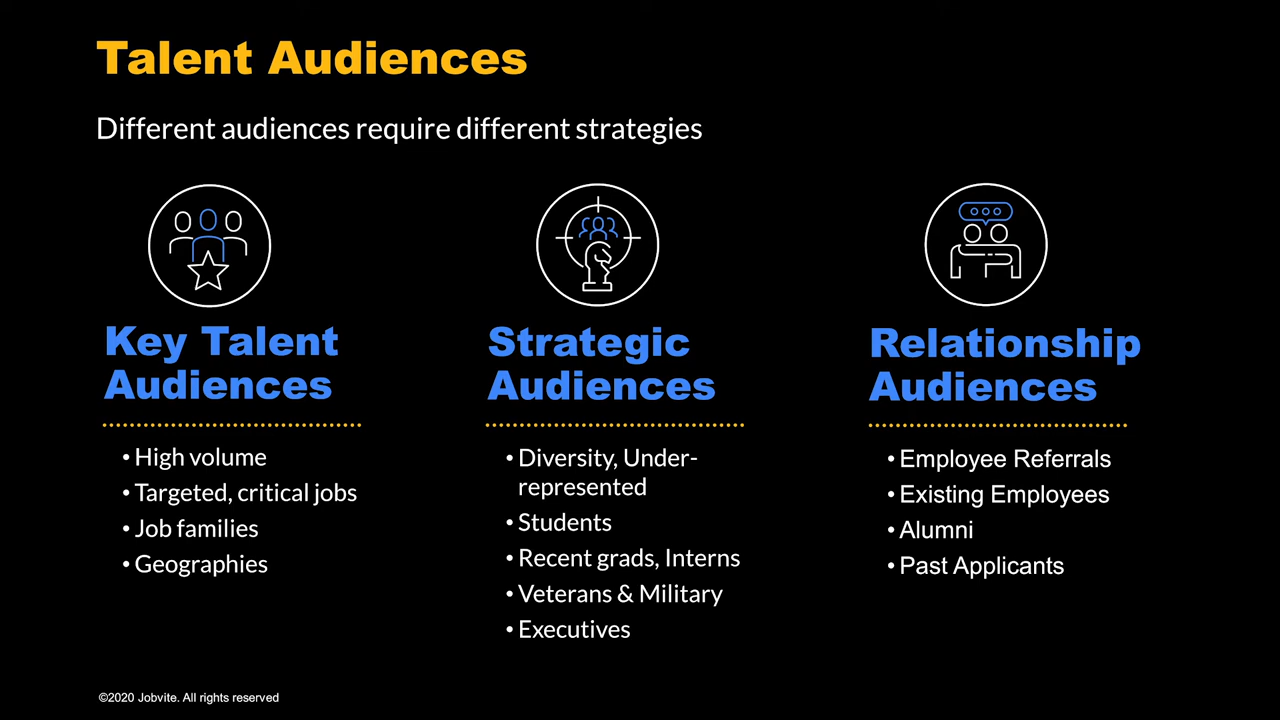 Talent Audiences
Different audiences require different strategies
Key Talent
Audiences
• High volume
• Targeted, critical jobs
• Job families
• Geographies
Strategic
Audiences
• Diversity, Under-
represented
• Students
• Recent grads, Interns
• Veterans & Military
• Executives
Relationship
Audiences
• Employee Referrals
• Existing Employees
• Alumni
• Past Applicants
©2020 Jobvite. All rights reserved